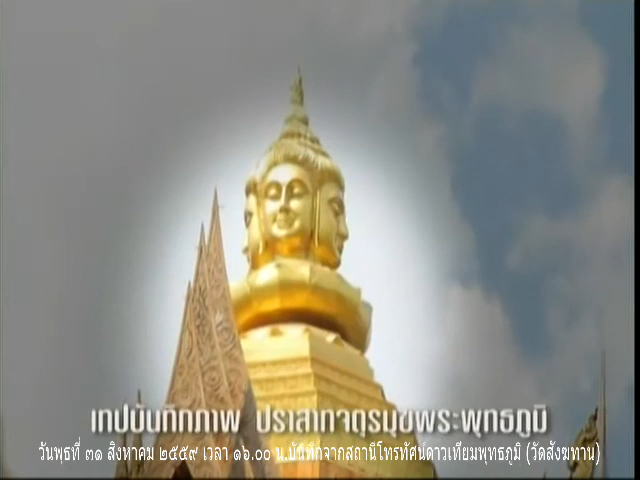 เทปบันทึกภาพ ปราสาทจตุรมุขพระพุทธภูมิ
วันพุธที่ ๓๑ สิงหาคม ๒๕๕๙ เวลา ๑๖.๐๐ น.บันทึกจากสถานีโทรทัศน์ดาวเทียมพุทธภูมิ (วัดสังฆทาน)